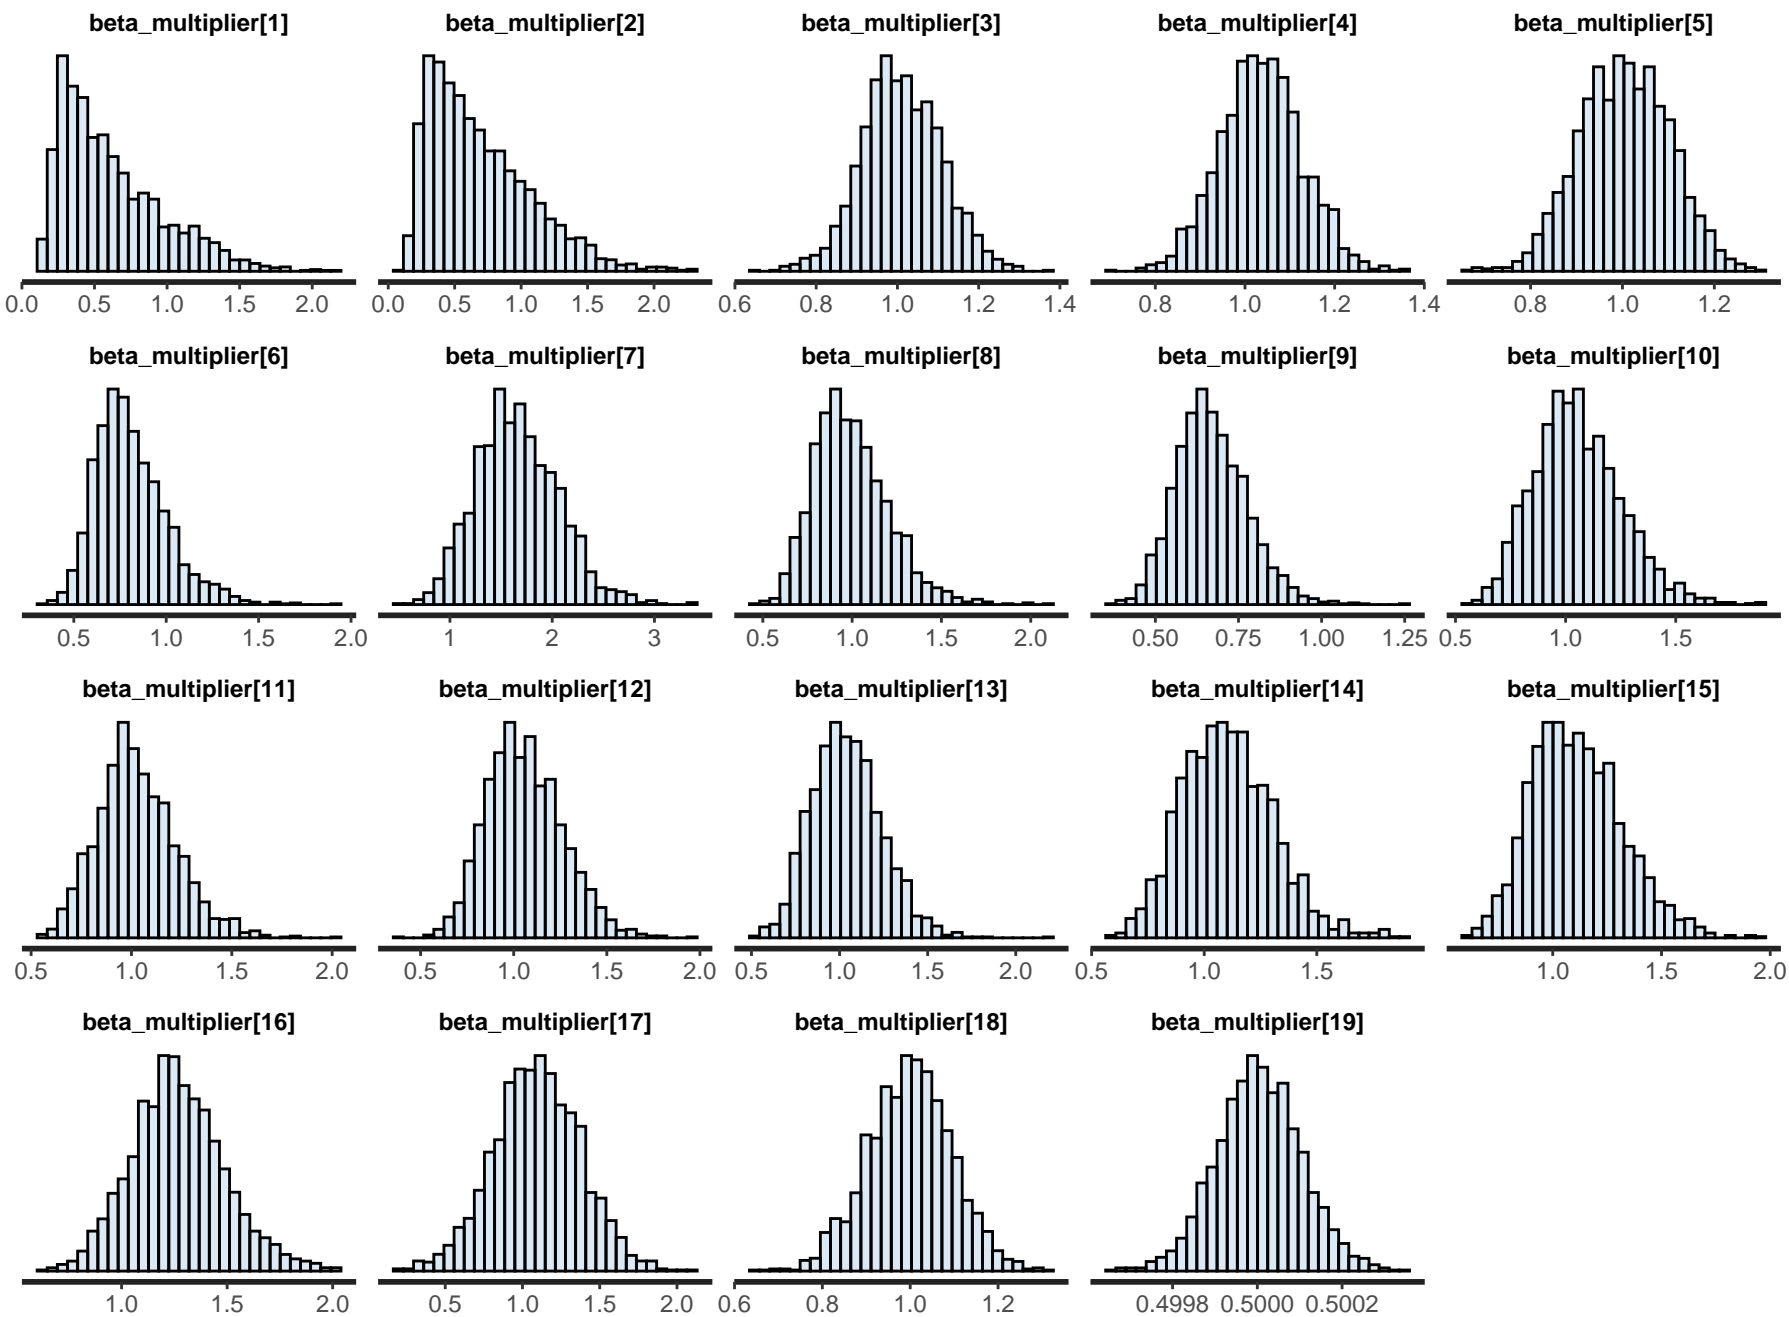 beta_multiplier[1] beta_multiplier[2] beta_multiplier[3] beta_multiplier[4] beta_multiplier[5]
0.0 0.5 1.0 1.5 2.0 0.0 0.5 1.0 1.5 2.0 0.6 0.8 1.0 1.2 1.4 0.8 1.0 1.2 1.4 0.8 1.0 1.2
beta_multiplier[6] beta_multiplier[7] beta_multiplier[8] beta_multiplier[9] beta_multiplier[10]
0.5 1.0 1.5 2.0 1 2 3 0.5 1.0 1.5 2.0 0.50 0.75 1.00 1.25 0.5 1.0 1.5
beta_multiplier[11] beta_multiplier[12] beta_multiplier[13] beta_multiplier[14] beta_multiplier[15]
0.5 1.0 1.5 2.0 0.5 1.0 1.5 2.0 0.5 1.0 1.5 2.0 0.5 1.0 1.5 1.0 1.5 2.0
beta_multiplier[16] beta_multiplier[17] beta_multiplier[18] beta_multiplier[19]
1.0 1.5 2.0 0.5 1.0 1.5 2.0 0.6 0.8 1.0 1.2 0.4998 0.5000 0.5002